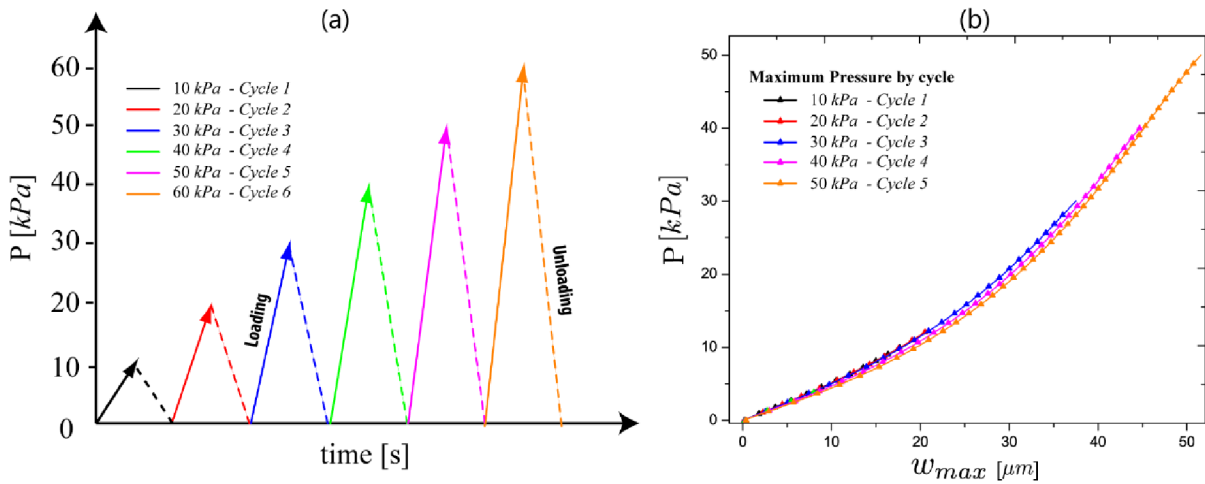 (a)
P [kPa]
60
50
40
30
20
10
0
10 kPa - Cycle 1
20 kPa - Cycle 2
30 kPa - Cycle 3
40 kPa - Cycle 4
50 kPa - Cycle 5
60 kPa - Cycle 6
Loading
Unloading
time [s]
(b)
P [kPa]
50
40
30
20
10
0
Maximum Pressure by cycle
10 kPa - Cycle 1
20 kPa - Cycle 2
30 kPa - Cycle 3
40 kPa - Cycle 4
50 kPa - Cycle 5
0 10 20 30 40 50
wmax [μm]